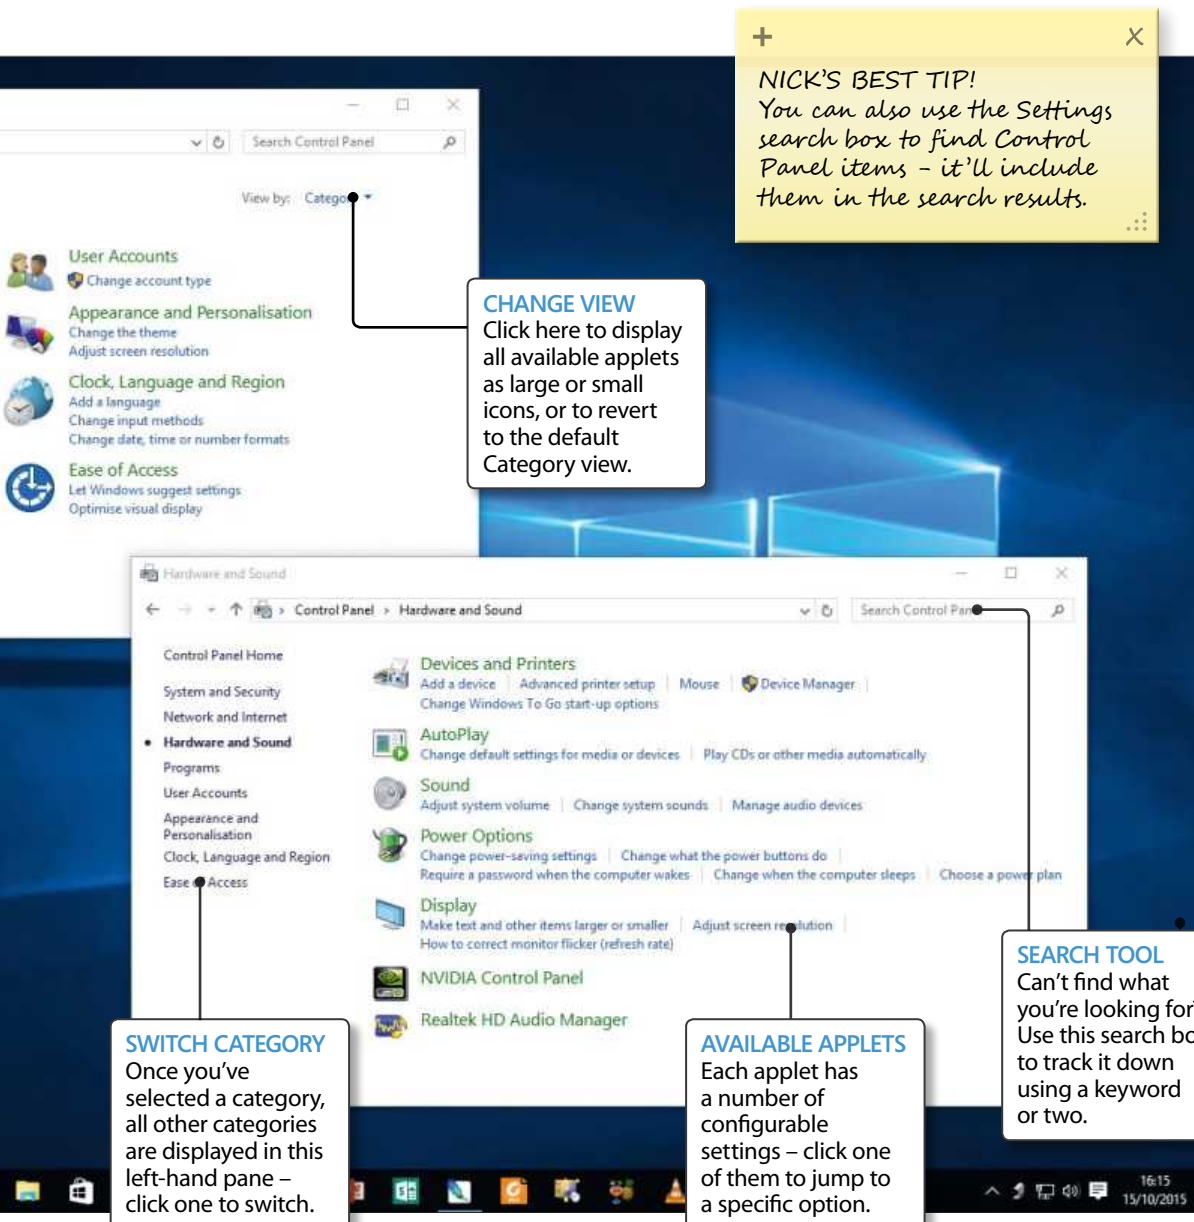 NICK'S BEST TIP!
You can also use the Settings
search box to find Control
Panel items – it'll include
them in the search results.
Search Control Panel
View by:
User Accounts
Change account type
Appearance and Personalisation
Change the theme
Adjust screen resolution
Clock, Language and Region
Add a language
Change input methods
Change date, time or number formats
Ease of Access
Let Windows suggest settings
Optimise visual display
CHANGE VIEW
Click here to display
all available applets
as large or small
icons, or to revert
to the default
Category view.
Hardware and Sound
Control Panel > Hardware and Sound
Search Control
Control Panel Home
System and Security
Network and Internet
Hardware and Sound
Programs
User Accounts
Appearance and
Personalisation
Clock, Language and Region
Ease Access
Devices and Printers
Add a device | Advanced printer setup | Mouse | Device Manager |
Change Windows To Go start-up options
AutoPlay
Change default settings for media or devices | Play CDs or other media automatically
Sound
Adjust system volume | Change system sounds | Manage audio devices
Power Options
Change power-saving settings | Change what the power buttons do |
Require a password when the computer wakes | Change when the computer sleeps | Choose a power plan
Display
Make text and other items larger or smaller | Adjust screen resolution |
How to correct monitor flicker (refresh rate)
NVIDIA Control Panel
Realtek HD Audio Manager
SWITCH CATEGORY
Once you've
selected a category,
all other categories
are displayed in this
left-hand pane –
click one to switch.
AVAILABLE APPLETS
Each applet has
a number of
configurable
settings – click one
of them to jump to
a specific option.
SEARCH TOOL
Can't find what
you're looking for
Use this search bo
to track it down
using a keyword
or two.
16:15
15/10/2015